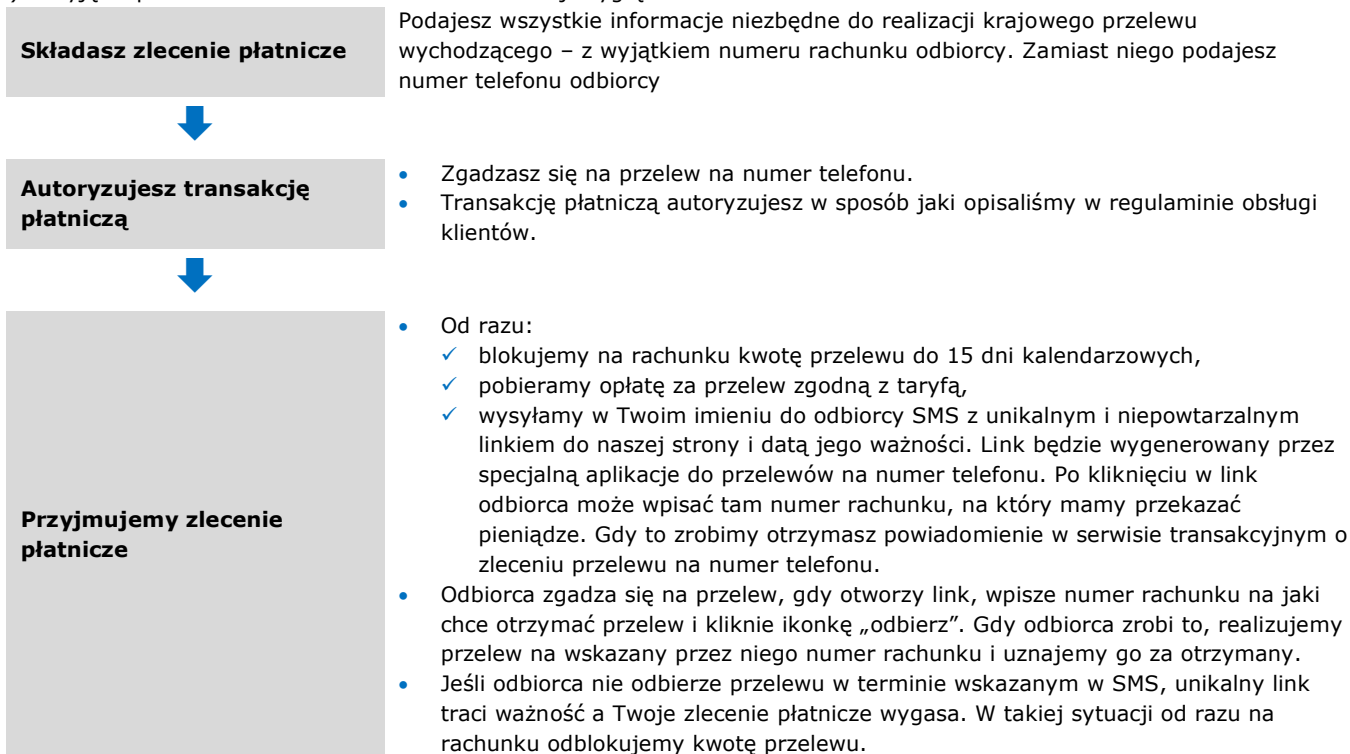 Podajesz wszystkie informacje niezbędne do realizacji krajowego przelewu
Składasz zlecenie płatnicze
wychodzącego – z wyjątkiem numeru rachunku odbiorcy. Zamiast niego podajesz
numer telefonu odbiorcy
Autoryzujesz transakcję
płatniczą
• Zgadzasz się na przelew na numer telefonu.
• Transakcję płatniczą autoryzujesz w sposób jaki opisaliśmy w regulaminie obsługi
klientów.
Przyjmujemy zlecenie
płatnicze
• Od razu:
✓ blokujemy na rachunku kwotę przelewu do 15 dni kalendarzowych,
✓ pobieramy opłatę za przelew zgodną z taryfą,
✓ wysyłamy w Twoim imieniu do odbiorcy SMS z unikalnym i niepowtarzalnym
linkiem do naszej strony i datą jego ważności. Link będzie wygenerowany przez
specjalną aplikacje do przelewów na numer telefonu. Po kliknięciu w link
odbiorca może wpisać tam numer rachunku, na który mamy przekazać
pieniądze. Gdy to zrobimy otrzymasz powiadomienie w serwisie transakcyjnym o
zleceniu przelewu na numer telefonu.
• Odbiorca zgadza się na przelew, gdy otworzy link, wpisze numer rachunku na jaki
chce otrzymać przelew i kliknie ikonkę „odbierz”. Gdy odbiorca zrobi to, realizujemy
przelew na wskazany przez niego numer rachunku i uznajemy go za otrzymany.
• Jeśli odbiorca nie odbierze przelewu w terminie wskazanym w SMS, unikalny link
traci ważność a Twoje zlecenie płatnicze wygasa. W takiej sytuacji od razu na
rachunku odblokujemy kwotę przelewu.